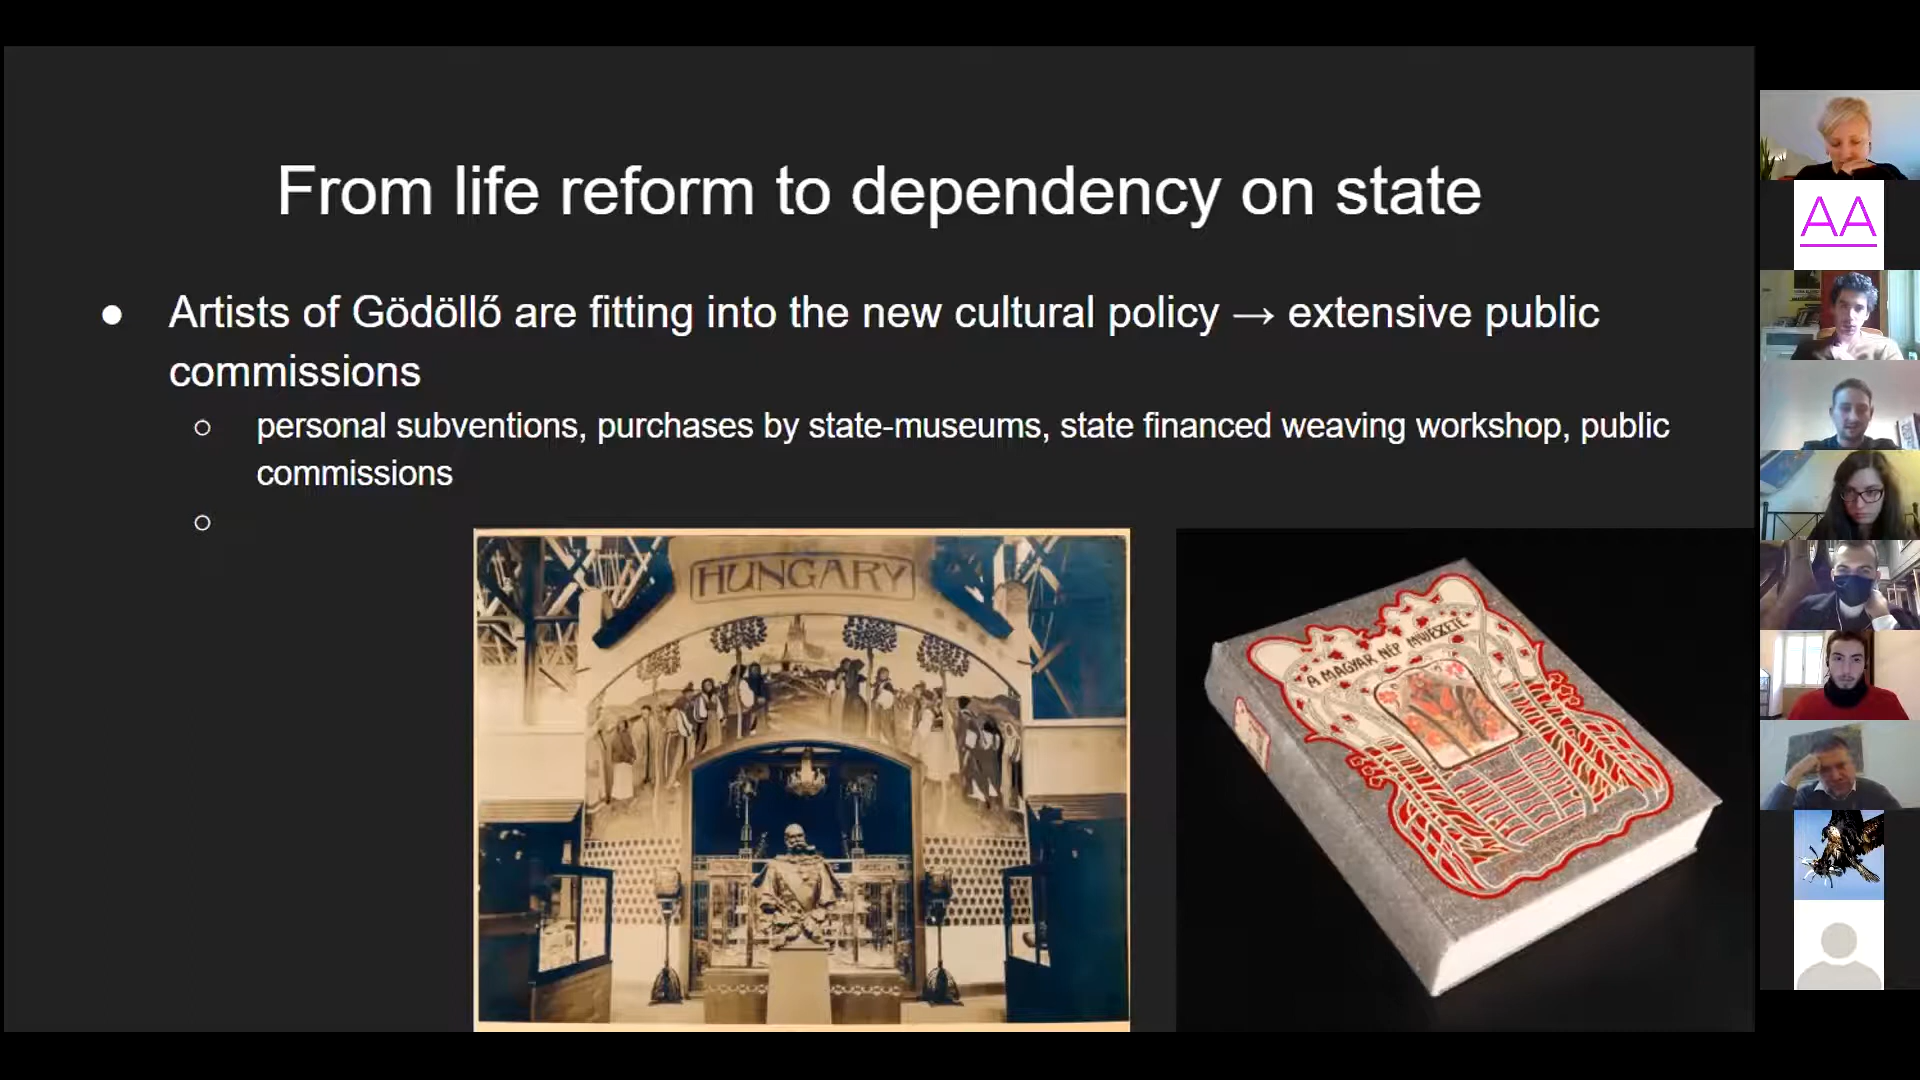 From life reform to dependency on state
● Artists of Gödöllő are fitting into the new cultural policy → extensive public
commissions
○ personal subventions, purchases by state-museums, state financed weaving workshop, public
commissions
○
HUNGARY
A MAGYAR NÉP MŰVÉSZETE
AA